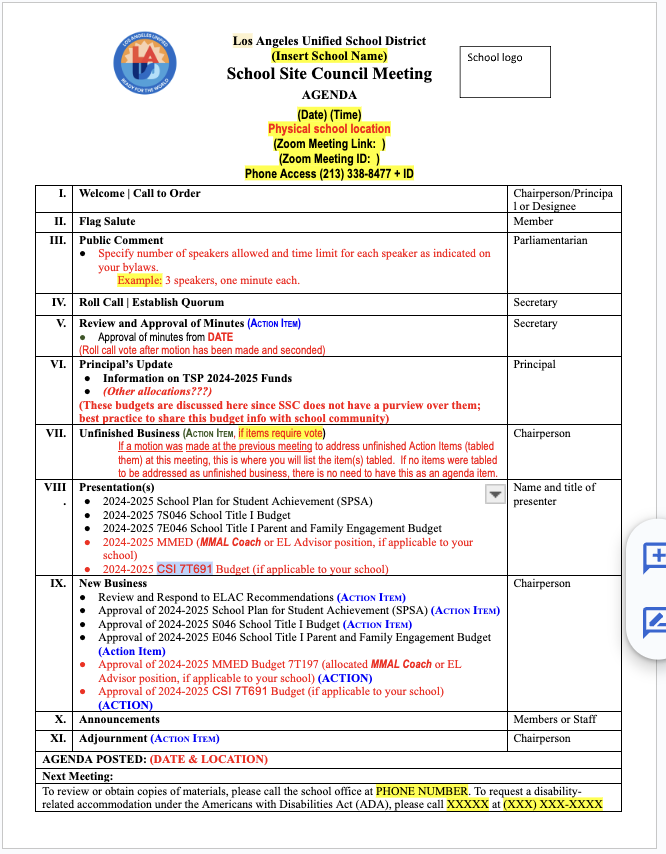 LOS ANGELES UNIFIED
LA
US
READY FOR THE WORLD
Los Angeles Unified School District
(Insert School Name)
School Site Council Meeting
AGENDA
School logo
(Date) (Time)
Physical school location
(Zoom Meeting Link:  )
(Zoom Meeting ID:  )
Phone Access (213) 338-8477 + ID
I. Welcome | Call to Order Chairperson/Principa
l or Designee
II. Flag Salute Member
III. Public Comment Parliamentarian
● Specify number of speakers allowed and time limit for each speaker as indicated on
your bylaws.
Example: 3 speakers, one minute each.
IV. Roll Call | Establish Quorum Secretary
V. Review and Approval of Minutes (ACTION ITEM) Secretary
● Approval of minutes from DATE
(Roll call vote after motion has been made and seconded)
VI. Principal's Update Principal
● Information on TSP 2024-2025 Funds
● (Other allocations???)
(These budgets are discussed here since SSC does not have a purview over them;
best practice to share this budget info with school community)
VII. Unfinished Business (ACTION ITEM, if items require vote) Chairperson
If a motion was made at the previous meeting to address unfinished Action Items (tabled
them) at this meeting, this is where you will list the item(s) tabled. If no items were tabled
to be addressed as unfinished business, there is no need to have this as an agenda item.
VIII Presentation(s) Name and title of
. presenter
● 2024-2025 School Plan for Student Achievement (SPSA)
● 2024-2025 7S046 School Title I Budget
● 2024-2025 7E046 School Title I Parent and Family Engagement Budget
● 2024-2025 MMED (MMAL Coach or EL Advisor position, if applicable to your
school)
● 2024-2025 CSI 7T691 Budget (if applicable to your school)
IX. New Business Chairperson
● Review and Respond to ELAC Recommendations (ACTION ITEM)
● Approval of 2024-2025 School Plan for Student Achievement (SPSA) (ACTION ITEM)
● Approval of 2024-2025 S046 School Title I Budget (ACTION ITEM)
● Approval of 2024-2025 E046 School Title I Parent and Family Engagement Budget
(Action Item)
● Approval of 2024-2025 MMED Budget 7T197 (allocated MMAL Coach or EL
Advisor position, if applicable to your school) (ACTION)
● Approval of 2024-2025 CSI 7T691 Budget (if applicable to your school)
(ACTION)
X. Announcements Members or Staff
XI. Adjournment (ACTION ITEM) Chairperson
AGENDA POSTED: (DATE & LOCATION)
Next Meeting:
To review or obtain copies of materials, please call the school office at PHONE NUMBER. To request a disability-
related accommodation under the Americans with Disabilities Act (ADA), please call XXXXX at (XXX) XXX-XXXX